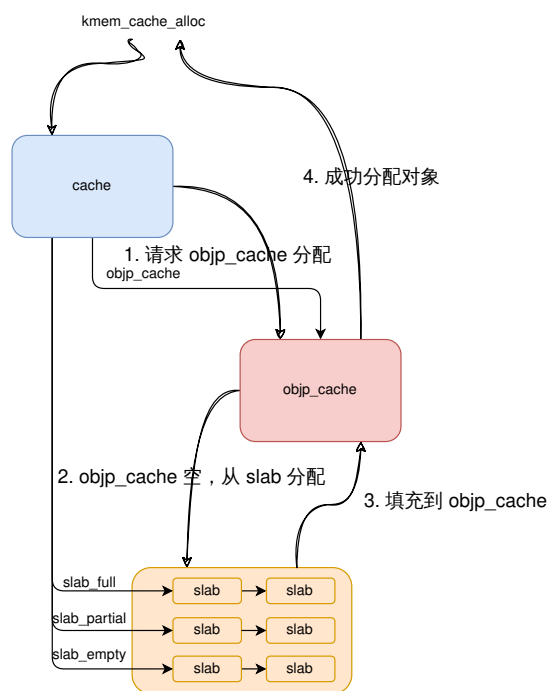 kmem_cache_alloc
cache
4. 成功分配对象
1. 请求 objp_cache 分配
objp_cache
objp_cache
2. objp_cache 空，从 slab 分配
3. 填充到 objp_cache
slab_full
slab
slab
slab_partial
slab
slab
slab_empty
slab
slab